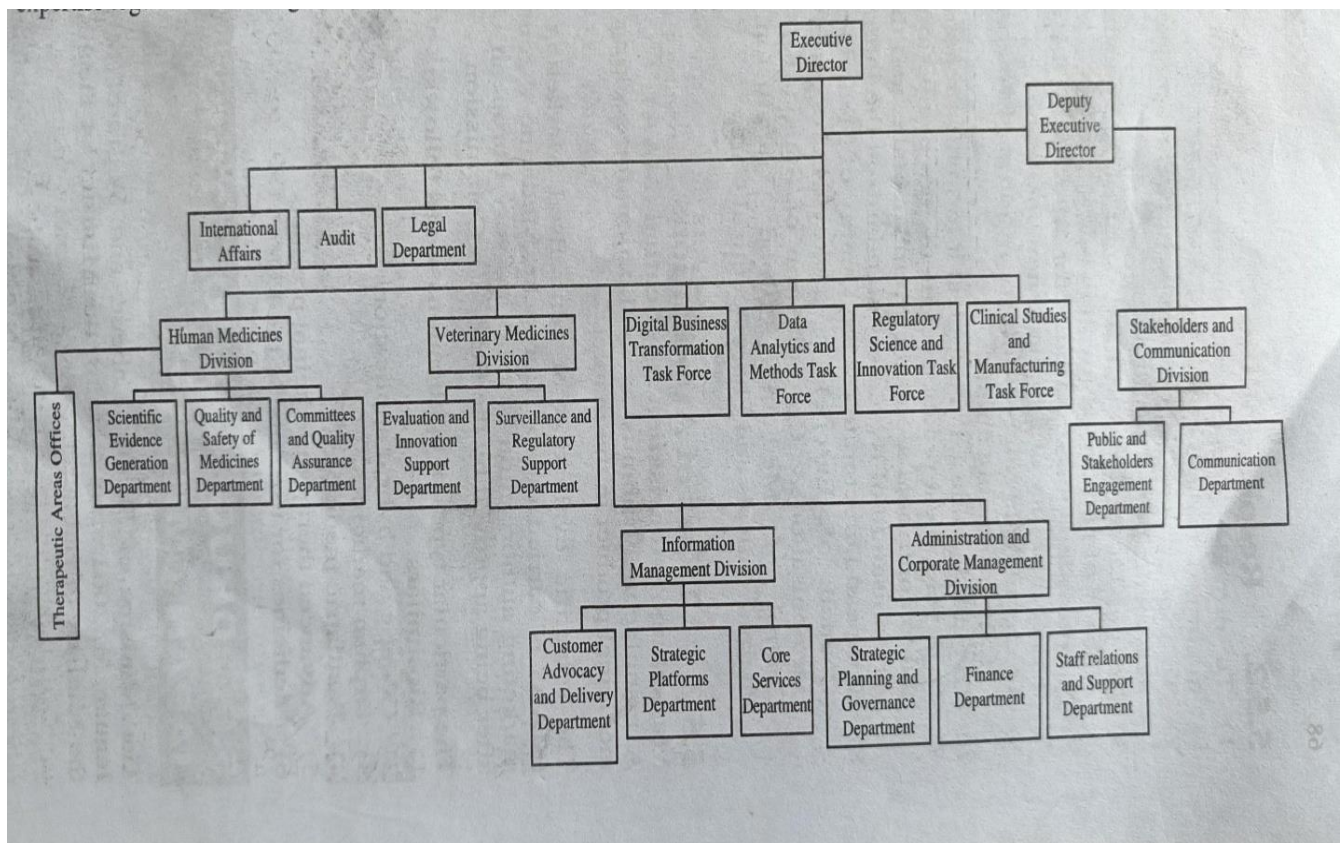 Executive
Director
Deputy
Executive
Director
International
Affairs
Audit
Legal
Department
Human Medicines
Division
Veterinary Medicines
Division
Digital Business
Transformation
Task Force
Data
Analytics and
Methods Task
Force
Regulatory
Science and
Innovation Task
Force
Clinical Studies
and
Manufacturing
Task Force
Stakeholders and
Communication
Division
Therapeutic Areas Offices
Scientific
Evidence
Generation
Department
Quality and
Safety of
Medicines
Department
Committees
and Quality
Assurance
Department
Evaluation and
Innovation
Support
Department
Surveillance and
Regulatory
Support
Department
Public and
Stakeholders
Engagement
Department
Communication
Department
Information
Management Division
Administration and
Corporate Management
Division
Customer
Advocacy
and Delivery
Department
Strategic
Platforms
Department
Core
Services
Department
Strategic
Planning and
Governance
Department
Finance
Department
Staff relations
and Support
Department